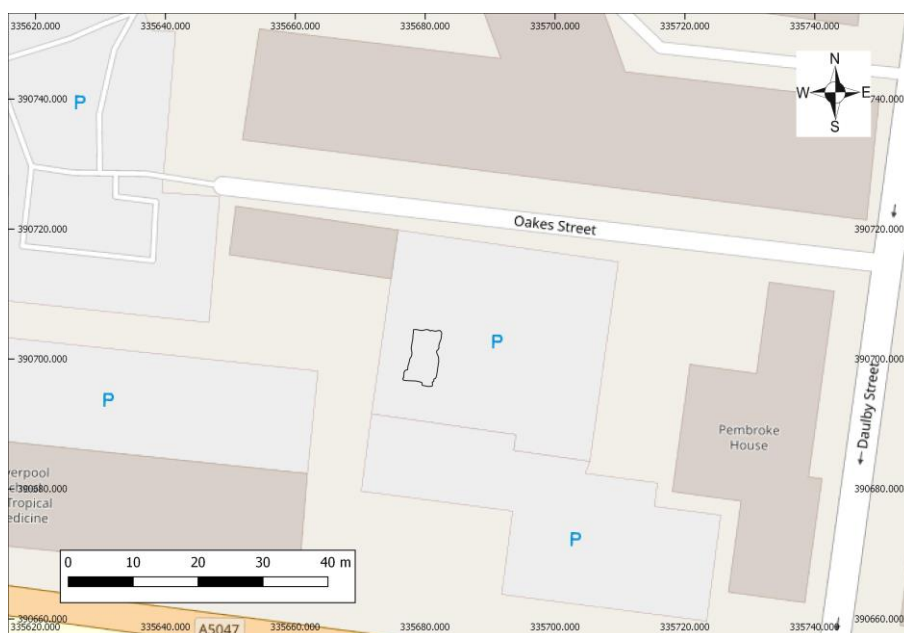 335620.000 335640.000 335660.000 335680.000 335700.000 335720.000 335740.000
N
W E
S
390740.000 740.000
P
Oakes Street
390720.000 390720.000
390700.000 390700.000
P
P
Pembroke
House
Daulby Street
verpool
390680.000 390680.000
Tropical
edicine
P
0 10 20 30 40 m
390660.000 390660.000
335620.000 335640.000 335660.000 335680.000 335700.000 335720.000 335740.000
A5047